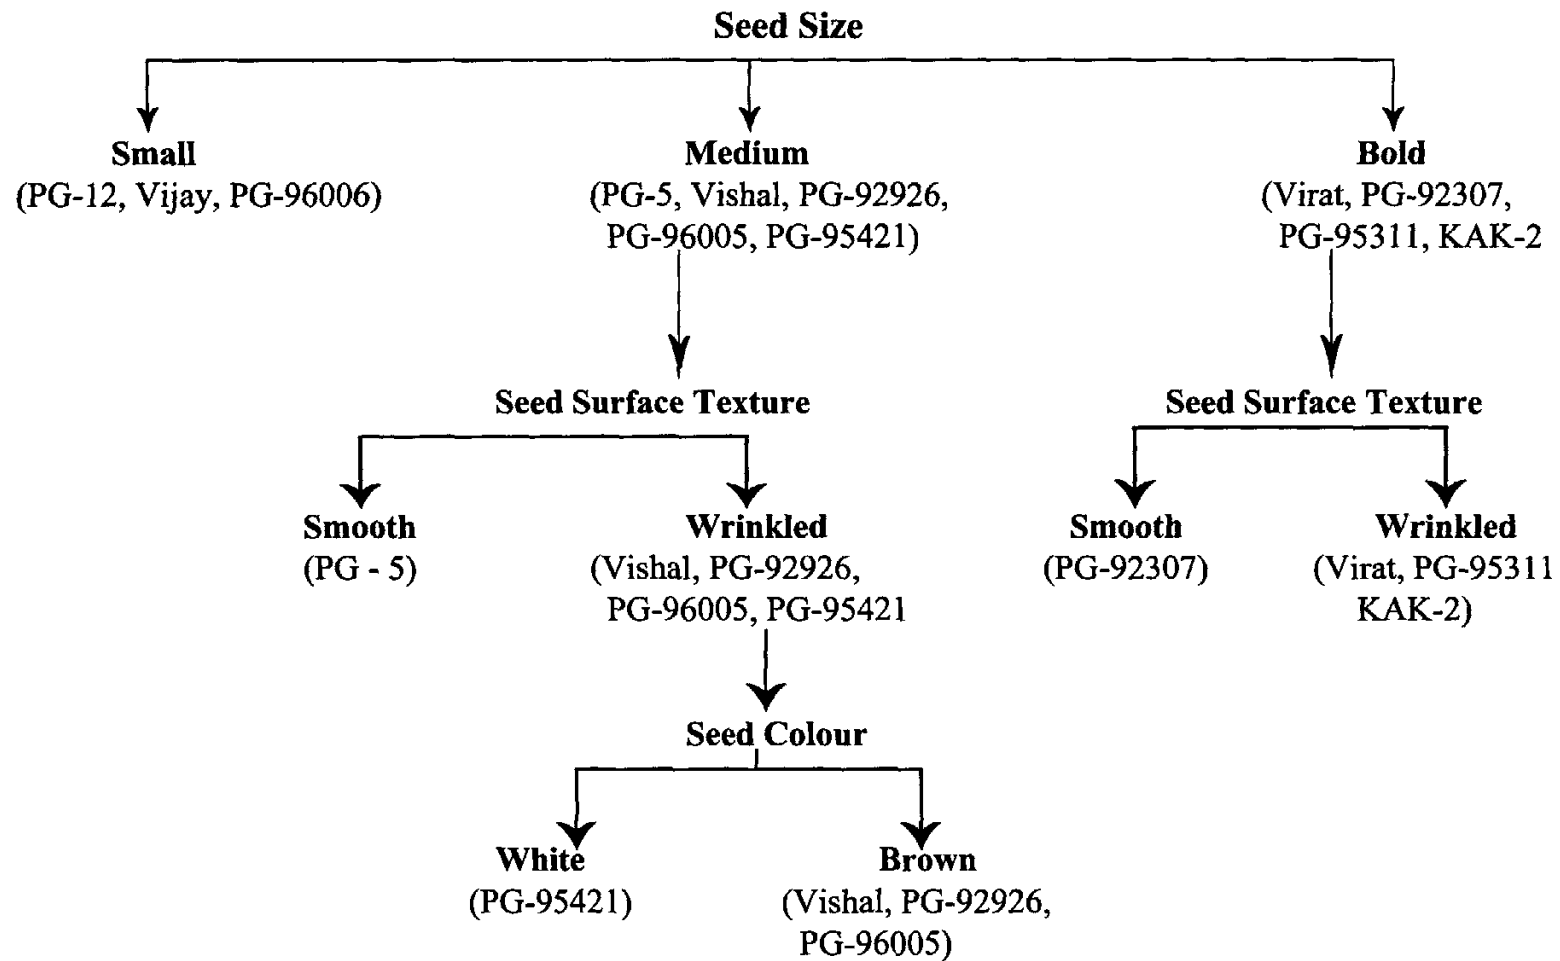 Seed Size
Small
(PG-12, Vijay, PG-96006)
Medium
(PG-5, Vishal, PG-92926,
PG-96005, PG-95421)
Bold
(Virat, PG-92307,
PG-95311, KAK-2
Seed Surface Texture
Smooth
(PG - 5)
Wrinkled
(Vishal, PG-92926,
PG-96005, PG-95421
Seed Surface Texture
Smooth
(PG-92307)
Wrinkled
(Virat, PG-95311
KAK-2)
Seed Colour
White
(PG-95421)
Brown
(Vishal, PG-92926,
PG-96005)